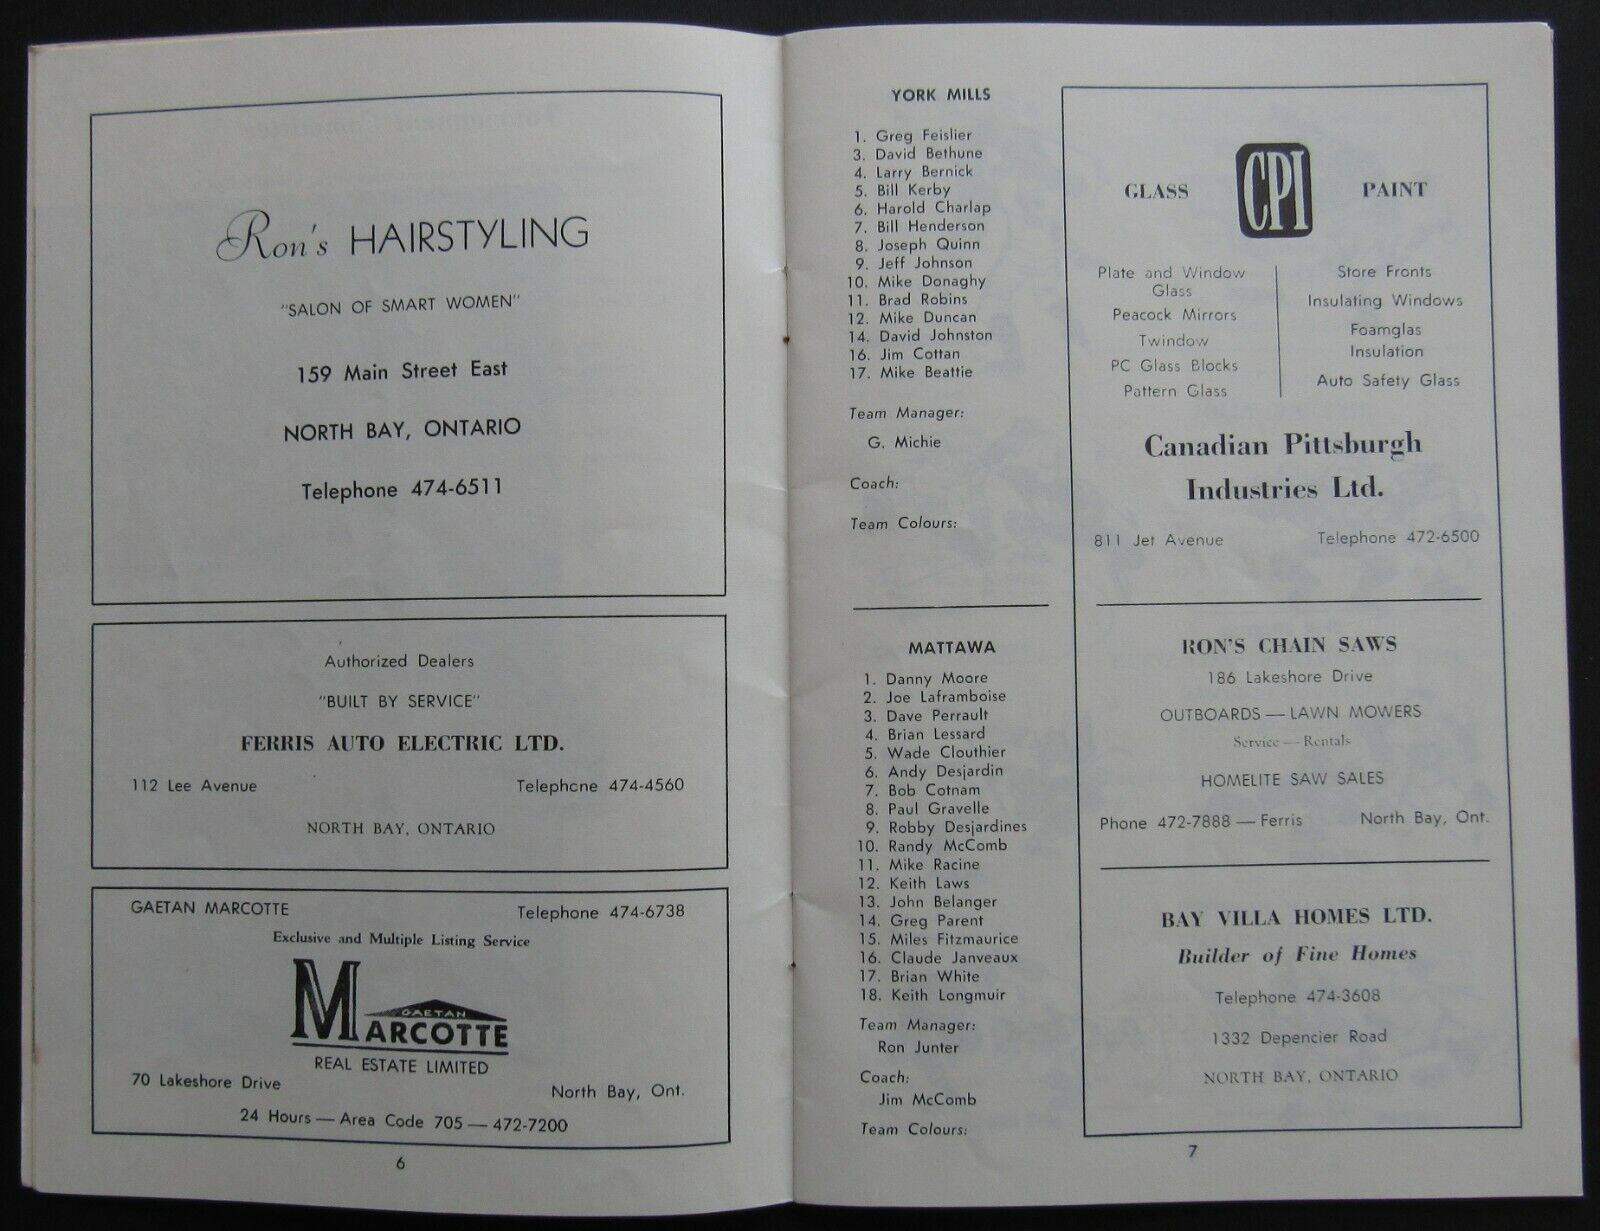 Ron's HAIRSTYLING
"SALON OF SMART WOMEN"
159 Main Street East
NORTH BAY, ONTARIO
Telephone 474-6511
Authorized Dealers
"BUILT BY SERVICE"
FERRIS AUTO ELECTRIC LTD.
112 Lee Avenue Telephone 474-4560
NORTH BAY, ONTARIO
GAETAN MARCOTTE Telephone 474-6738
Exclusive and Multiple Listing Service
GAETAN
MARCOTTE
REAL ESTATE LIMITED
70 Lakeshore Drive North Bay, Ont.
24 Hours — Area Code 705 — 472-7200
6
YORK MILLS
1. Greg Feislier
3. David Bethune
4. Larry Bernick
5. Bill Kerby
6. Harold Charlap
7. Bill Henderson
8. Joseph Quinn
9. Jeff Johnson
10. Mike Donaghy
11. Brad Robins
12. Mike Duncan
14. David Johnston
16. Jim Cottan
17. Mike Beattie
Team Manager:
G. Michie
Coach:
Team Colours:
MATTAWA
1. Danny Moore
2. Joe Laframboise
3. Dave Perrault
4. Brian Lessard
5. Wade Clouthier
6. Andy Desjardin
7. Bob Cotnam
8. Paul Gravelle
9. Robby Desjardines
10. Randy McComb
11. Mike Racine
12. Keith Laws
13. John Belanger
14. Greg Parent
15. Miles Fitzmaurice
16. Claude Janveaux
17. Brian White
18. Keith Longmuir
Team Manager:
Ron Junter
Coach:
Jim McComb
Team Colours:
GLASS CPI PAINT
Plate and Window
Glass
Peacock Mirrors
Twindow
PC Glass Blocks
Pattern Glass
Store Fronts
Insulating Windows
Foamglas
Insulation
Auto Safety Glass
Canadian Pittsburgh
Industries Ltd.
811 Jet Avenue Telephone 472-6500
RON'S CHAIN SAWS
186 Lakeshore Drive
OUTBOARDS — LAWN MOWERS
Service — Rentals
HOMELITE SAW SALES
Phone 472-7888 — Ferris North Bay, Ont.
BAY VILLA HOMES LTD.
Builder of Fine Homes
Telephone 474-3608
1332 Depencier Road
NORTH BAY, ONTARIO
7